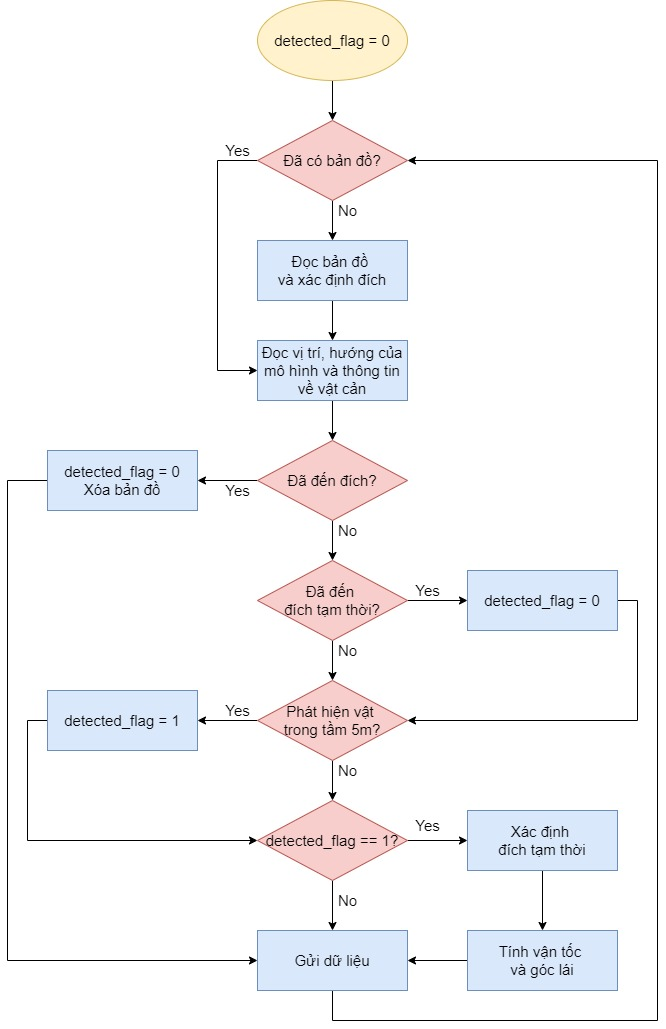 detected_flag = 0
Yes
Đã có bản đồ?
No
Đọc bản đồ
và xác định đích
Đọc vị trí, hướng của
mô hình và thông tin
về vật cản
detected_flag = 0
Xóa bản đồ
Yes
Đã đến đích?
No
Đã đến
đích tạm thời?
Yes
detected_flag = 0
No
detected_flag = 1
Yes
Phát hiện vật
trong tầm 5m?
No
detected_flag == 1?
Yes
Xác định
đích tạm thời
No
Gửi dữ liệu
Tính vận tốc
và góc lái